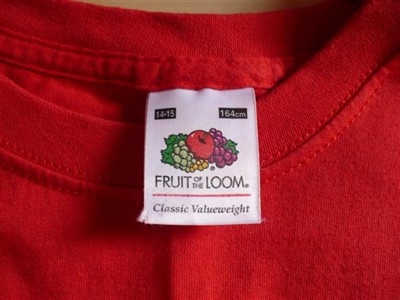 14-15 164cm
FRUIT OF THE LOOM®
Classic Valueweight